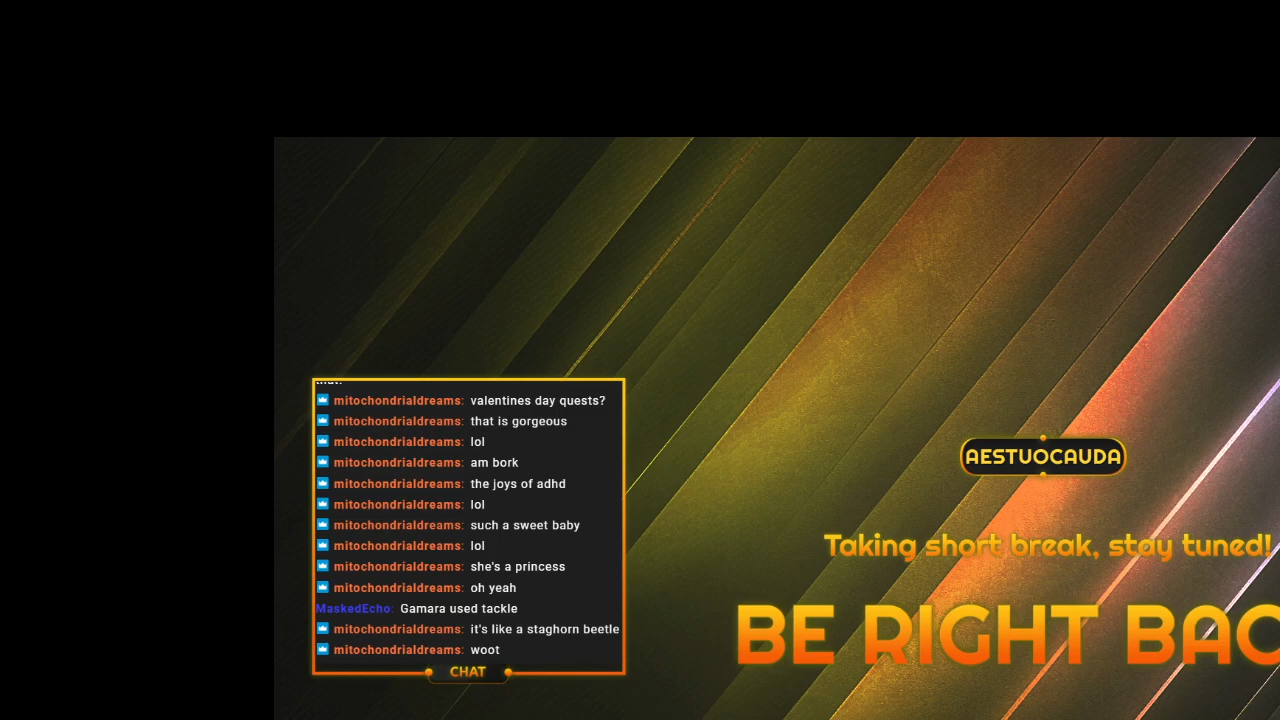 that.
mitochondrialdreams: valentines day quests?
mitochondrialdreams: that is gorgeous
mitochondrialdreams: lol
mitochondrialdreams: am bork
mitochondrialdreams: the joys of adhd
mitochondrialdreams: lol
mitochondrialdreams: such a sweet baby
mitochondrialdreams: lol
mitochondrialdreams: she's a princess
mitochondrialdreams: oh yeah
MaskedEcho: Gamara used tackle
mitochondrialdreams: it's like a staghorn beetle
mitochondrialdreams: woot
CHAT
AESTUOCAUDA
Taking short break, stay tuned!
BE RIGHT BAC